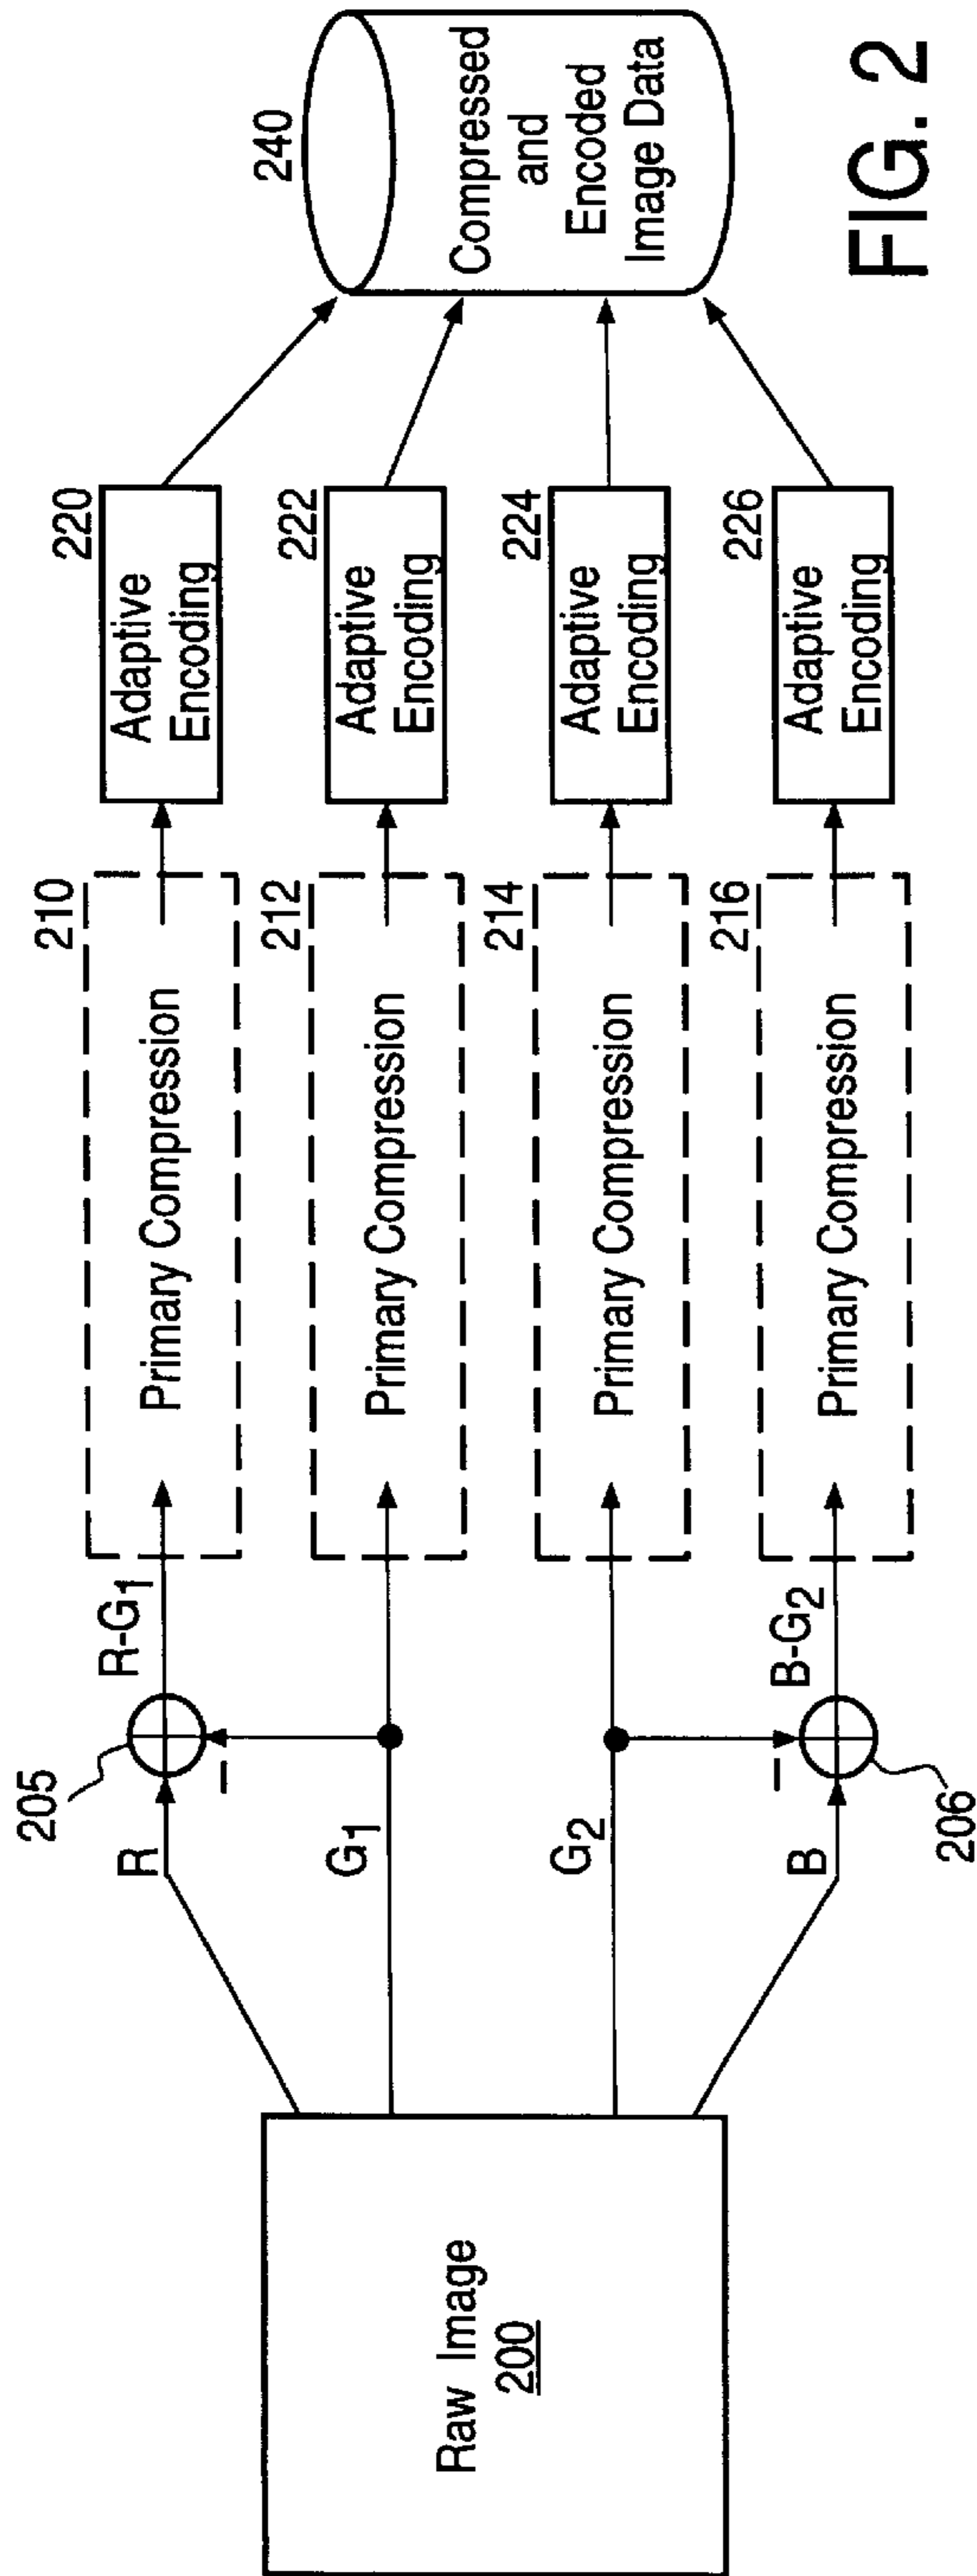 Raw Image
200
R
205
R-G1
–
G1
G2
–
B
206
B-G2
210
Primary Compression
212
Primary Compression
214
Primary Compression
216
Primary Compression
220
Adaptive
Encoding
222
Adaptive
Encoding
224
Adaptive
Encoding
226
Adaptive
Encoding
240
Compressed
and
Encoded
Image Data
FIG. 2